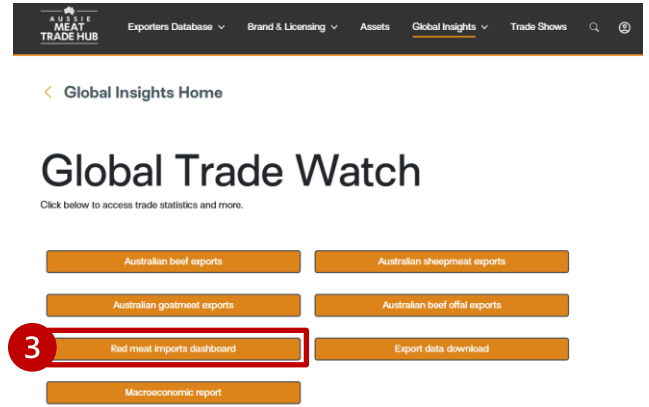 AUSSIE
MEAT
TRADE HUB
Exporters Database
Brand & Licensing
Assets
Global Insights
Trade Shows
Global Insights Home
Global Trade Watch
Click below to access trade statistics and more.
Australian beef exports
Australian sheepmeat exports
Australian goatmeat exports
Australian beef offal exports
3
Red meat imports dashboard
Export data download
Macroeconomic report